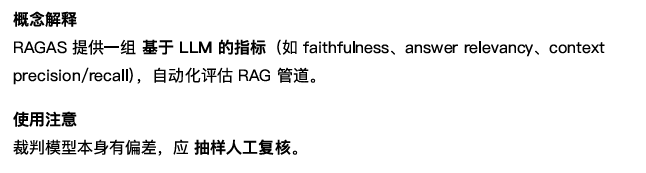 概念解释
RAGAS 提供一组 基于 LLM 的指标（如 faithfulness、answer relevancy、context
precision/recall），自动化评估 RAG 管道。
使用注意
裁判模型本身有偏差，应 抽样人工复核。